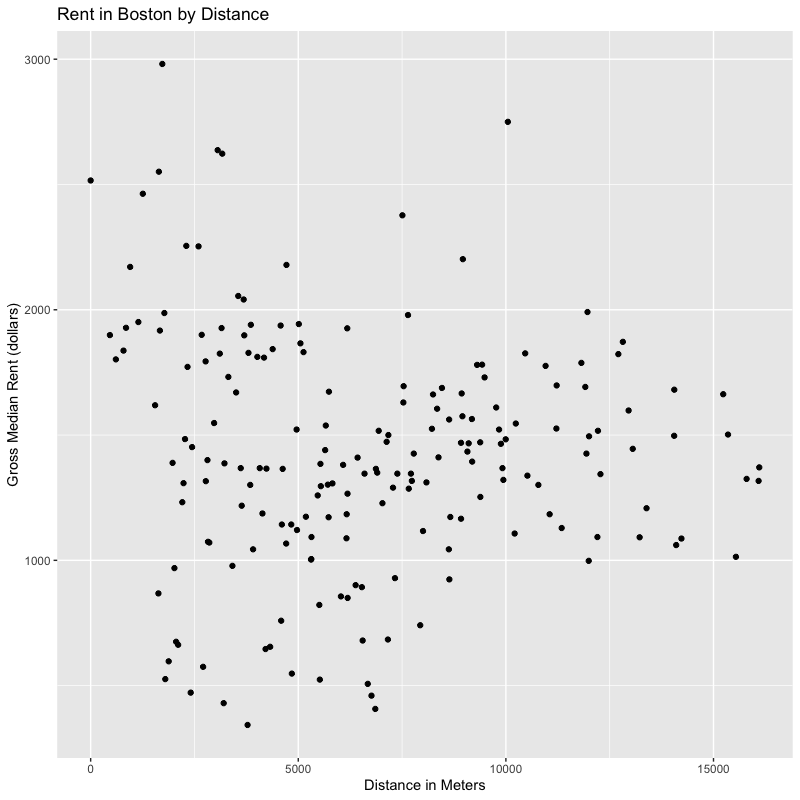 Rent in Boston by Distance
3000
2000
1000
Gross Median Rent (dollars)
0 5000 10000 15000
Distance in Meters